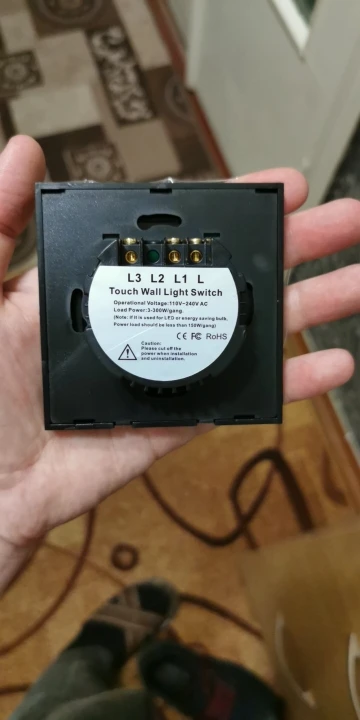 L3 L2 L1 L
Touch Wall Light Switch
Operational Voltage:110V~240V AC
Load Power:3-300W/gang.
(Note: if it is used for LED or energy saving bulb,
Power load should be less than 150W/gang)
CE FC RoHS
Caution:
Please cut off the
power when installation
and uninstallation.